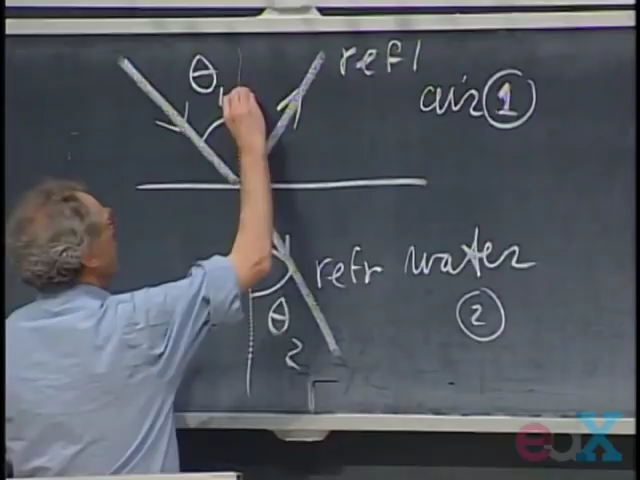 θ1 refl
air 1
refr water
θ2 2
edX